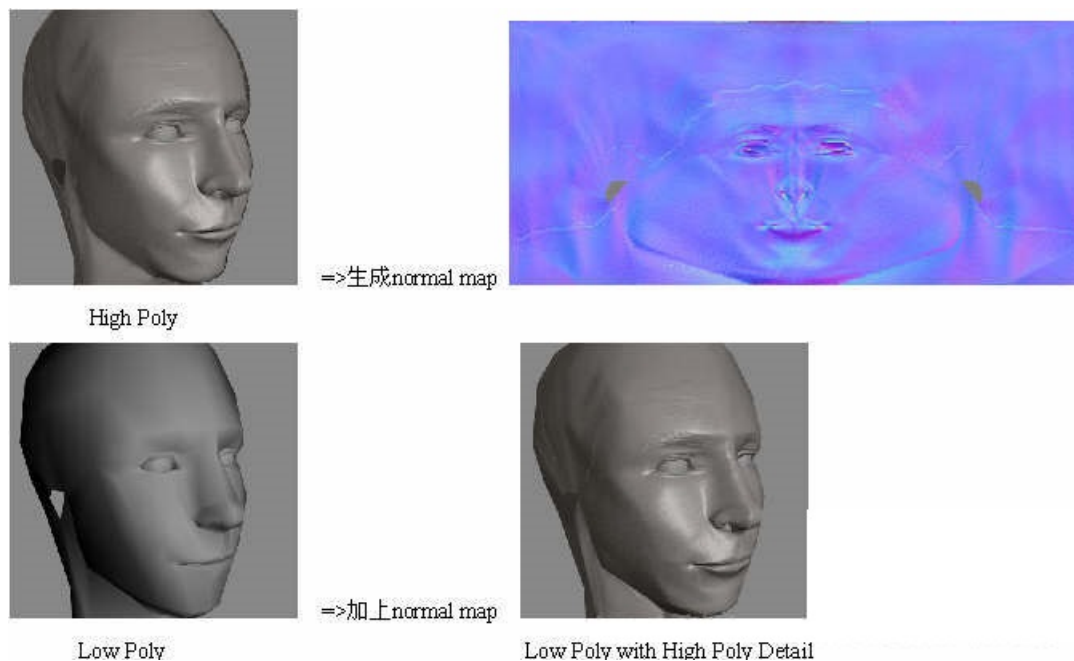 =>生成normal map
High Poly
=>加上normal map
Low Poly
Low Poly with High Poly Detail